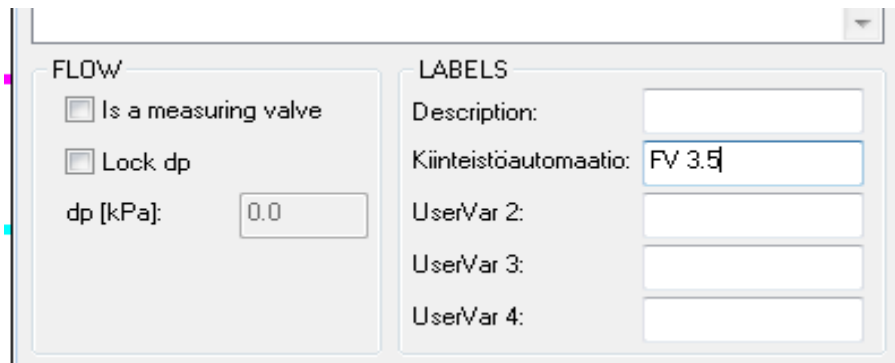 FLOW
Is a measuring valve
Lock dp
dp [kPa]: 0.0
LABELS
Description:
Kiinteistöautomaatio: FV 3.5
UserVar 2:
UserVar 3:
UserVar 4: